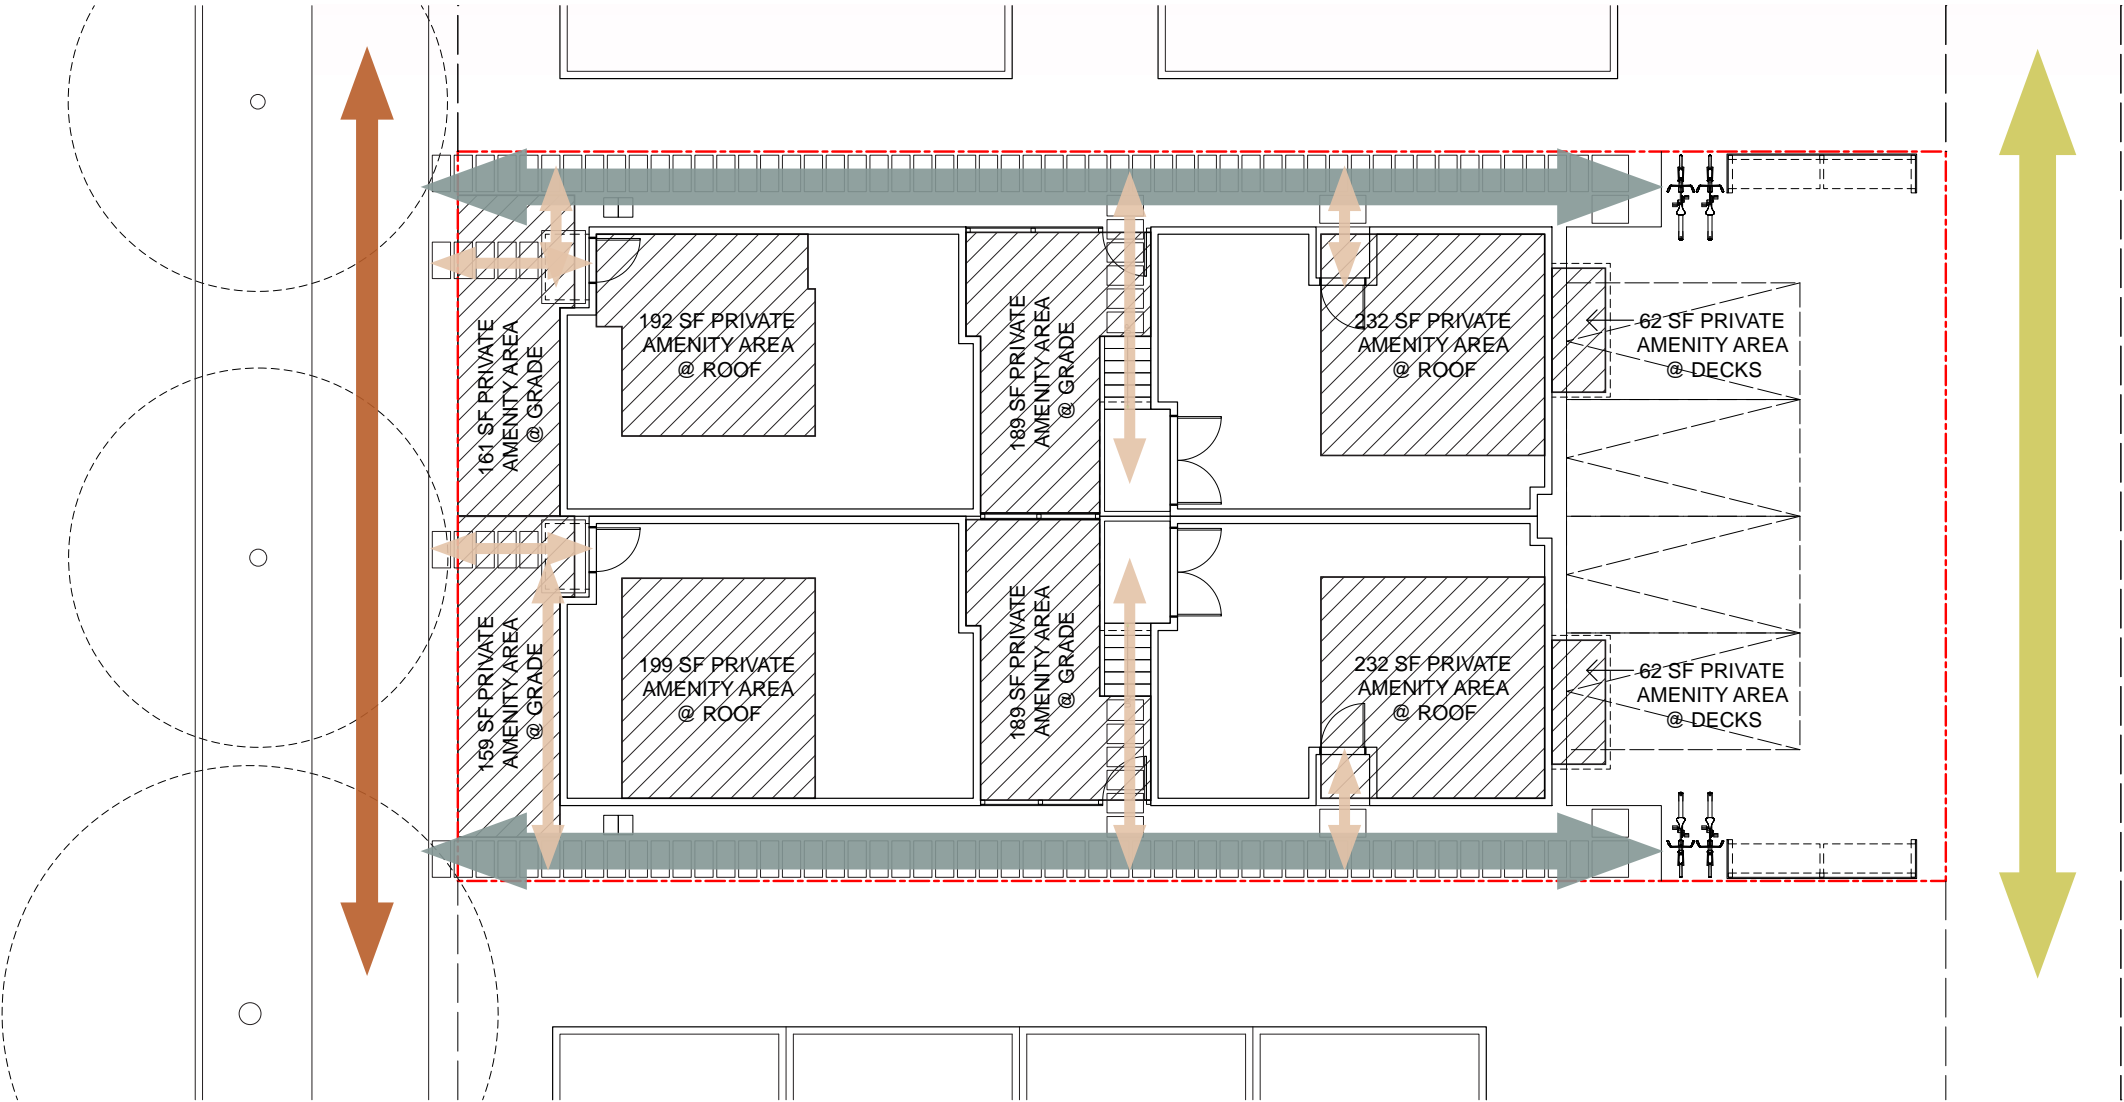 161 SF PRIVATE
AMENITY AREA
@ GRADE
192 SF PRIVATE
AMENITY AREA
@ ROOF
189 SF PRIVATE
AMENITY AREA
@ GRADE
232 SF PRIVATE
AMENITY AREA
@ ROOF
62 SF PRIVATE
AMENITY AREA
@ DECKS
159 SF PRIVATE
AMENITY AREA
@ GRADE
199 SF PRIVATE
AMENITY AREA
@ ROOF
189 SF PRIVATE
AMENITY AREA
@ GRADE
232 SF PRIVATE
AMENITY AREA
@ ROOF
62 SF PRIVATE
AMENITY AREA
@ DECKS